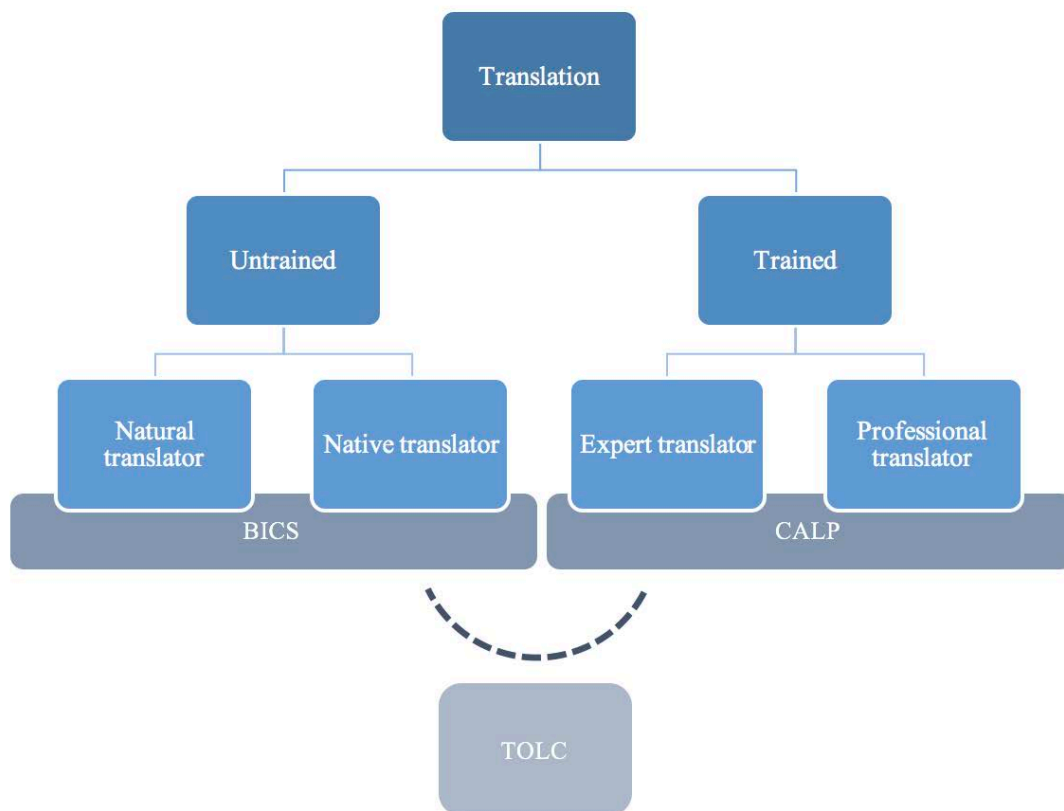 Translation
Untrained
Trained
Natural
translator
Native translator
Expert translator
Professional
translator
BICS
CALP
TOLC